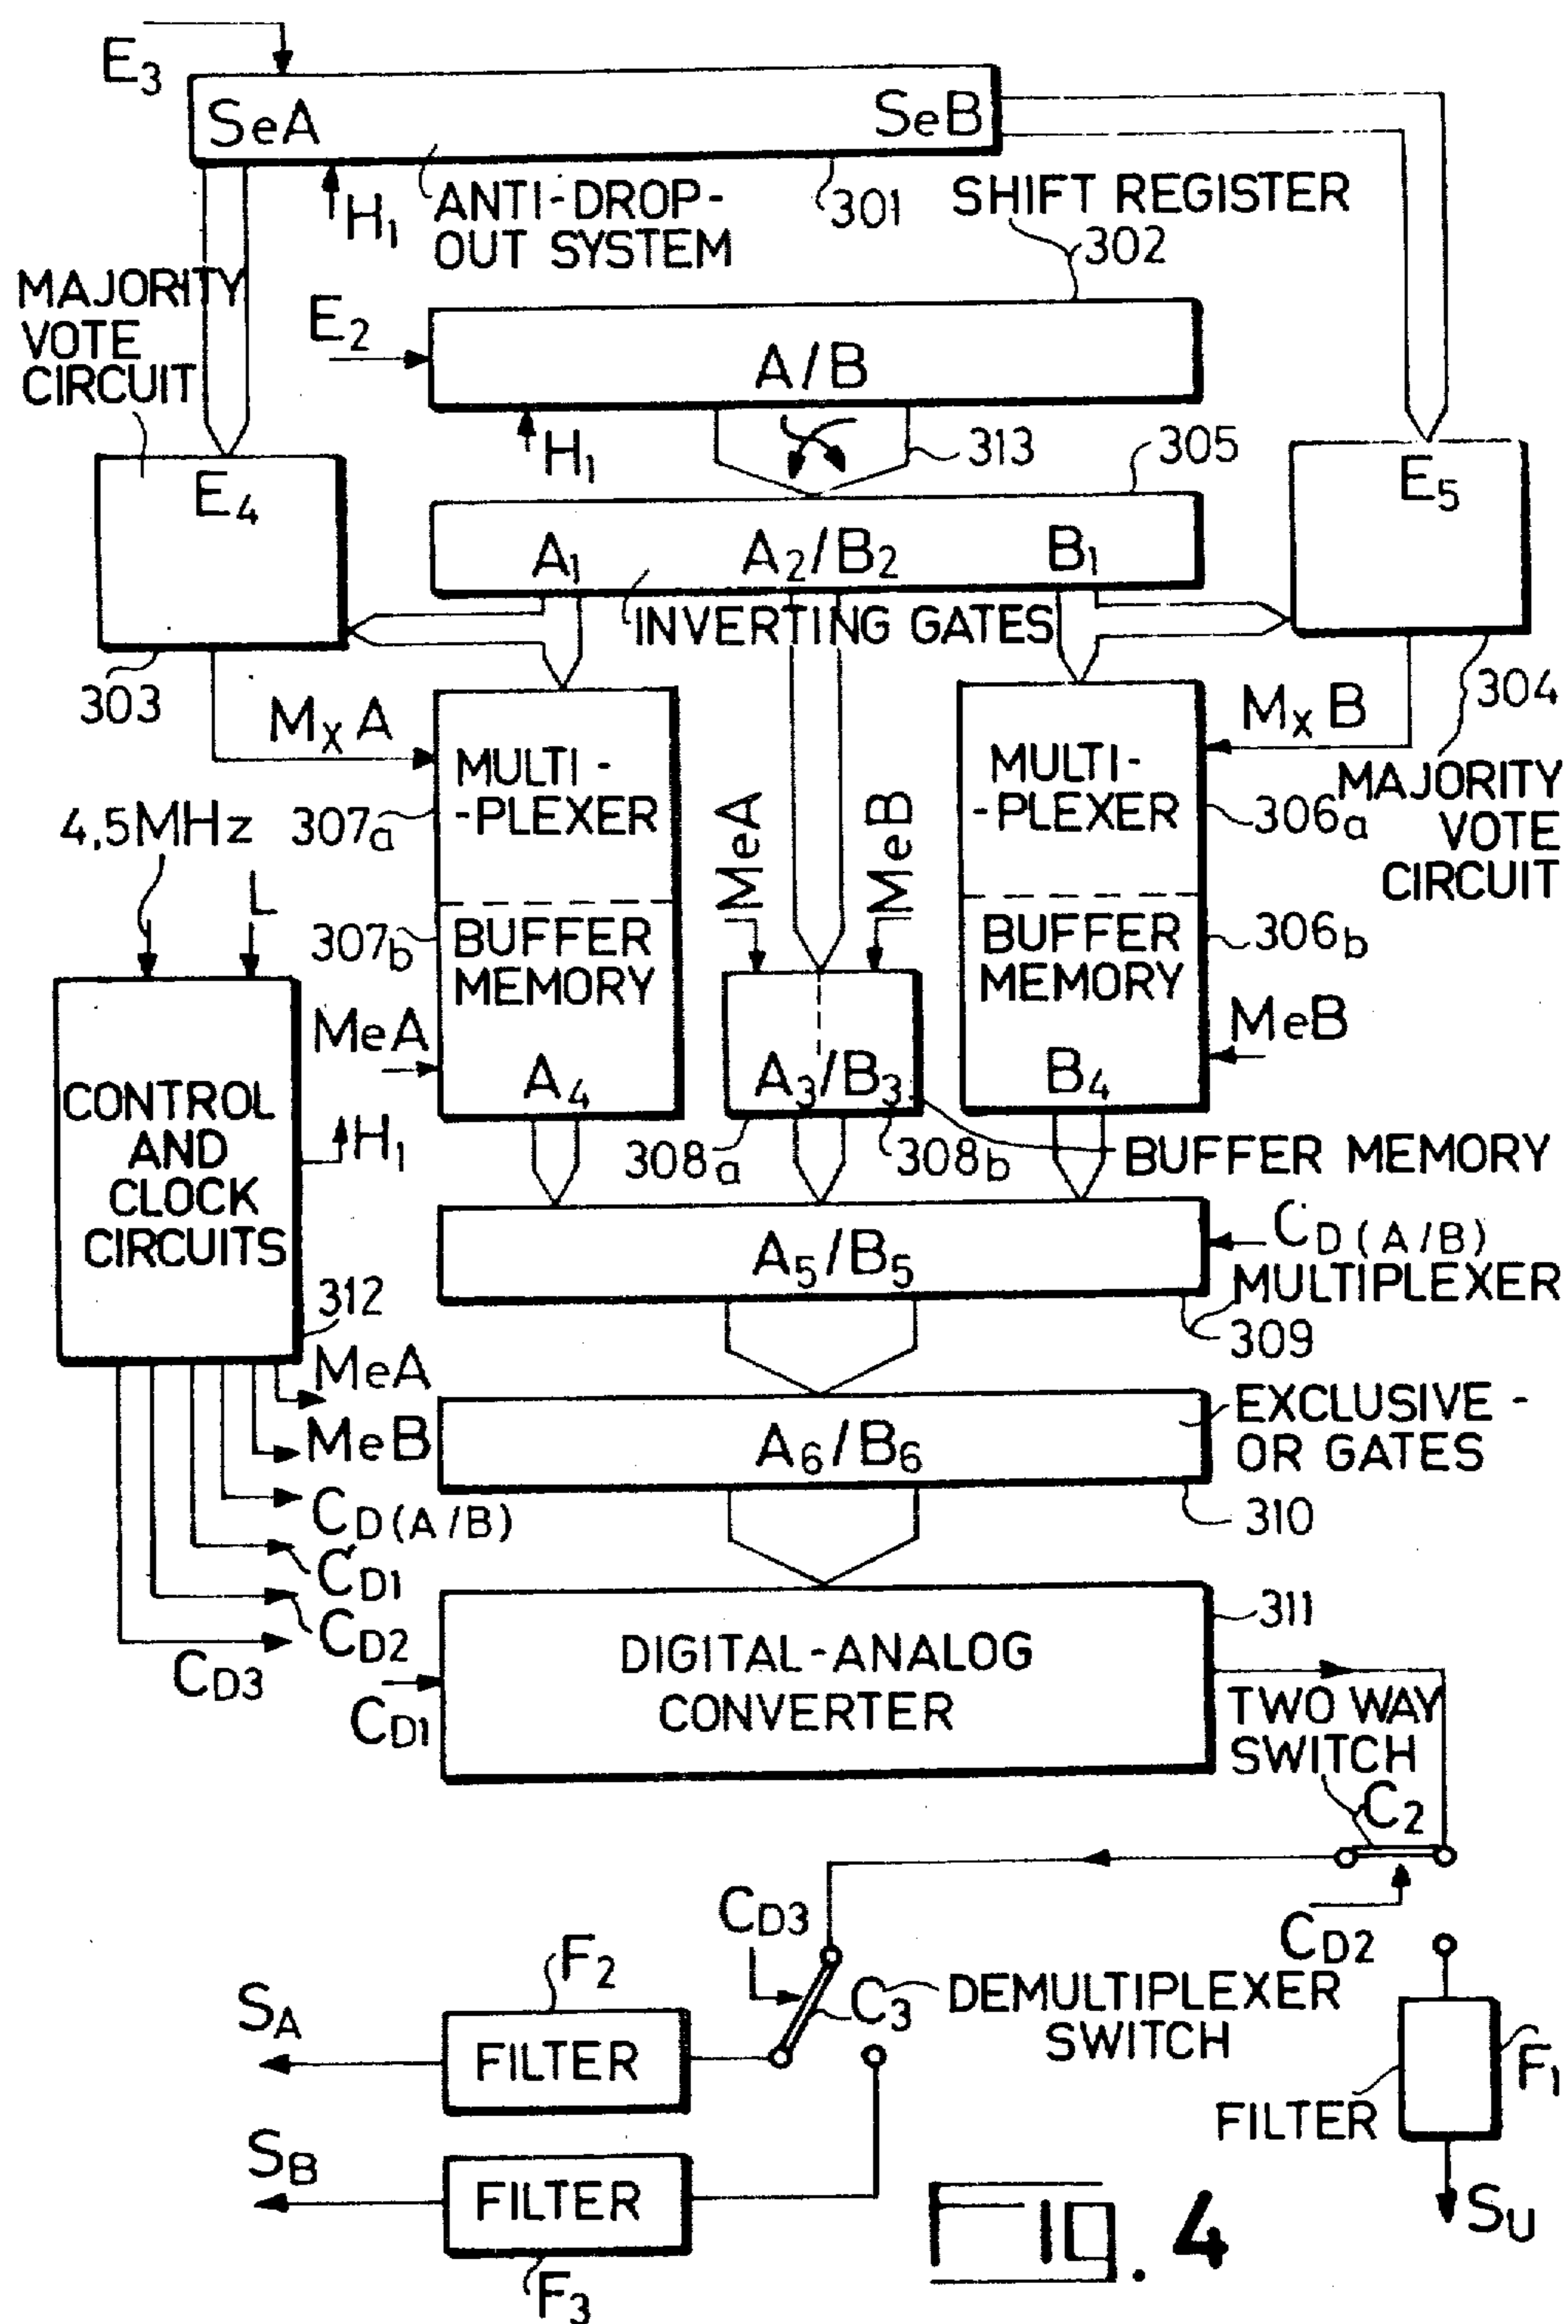 E3
SeA SeB
H1
ANTI-DROP-
OUT SYSTEM
301
SHIFT REGISTER
302
MAJORITY
VOTE
CIRCUIT
E2
A/B
H1
313
305
E4
E5
A1 A2/B2 B1
INVERTING GATES
303
304
MxA
MxB
MULTI-
-PLEXER
307a
MULTI-
-PLEXER
306a
MAJORITY
VOTE
CIRCUIT
4,5MHz
L
MeA
MeB
307b
BUFFER
MEMORY
BUFFER
MEMORY
306b
MeA
MeB
A4
A3/B3
B4
CONTROL
AND
CLOCK
CIRCUITS
H1
308a
308b
BUFFER MEMORY
A5/B5
CD(A/B)
MULTIPLEXER
309
312
MeA
MeB
CD(A/B)
CD1
CD2
CD3
A6/B6
EXCLUSIVE-
OR GATES
310
311
DIGITAL-ANALOG
CONVERTER
CD1
TWO WAY
SWITCH
C2
CD2
CD3
C3
DEMULTIPLEXER
SWITCH
F2
SA
FILTER
F1
FILTER
SB
FILTER
F3
SU
FIG. 4